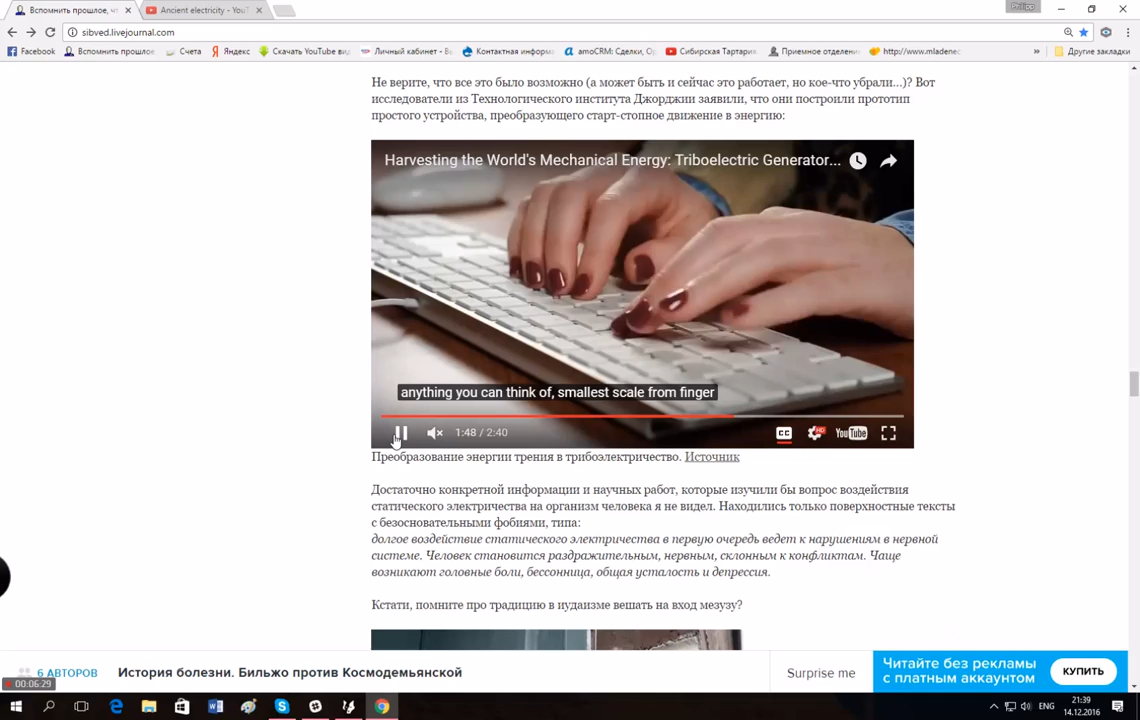 Вспомнить прошлое, чт
Ancient electricity - YouT
Philipp
sibved.livejournal.com
Facebook
Вспомнить прошлое
Счета
Яндекс
Скачать YouTube ви
Личный кабинет - В
Контактная информ
amoCRM: Сделки, О
Сибирская Тартари
Приемное отделени
http://www.mladenec
»
Другие закладки
Не верите, что все это было возможно (а может быть и сейчас это работает, но кое-что убрали...)? Вот
исследователи из Технологического института Джорджии заявили, что они построили прототип
простого устройства, преобразующего старт-стопное движение в энергию:
Harvesting the World's Mechanical Energy: Triboelectric Generator...
anything you can think of, smallest scale from finger
1:48 / 2:40
CC
HD
YouTube
Преобразование энергии трения в трибоэлектричество. Источник
Достаточно конкретной информации и научных работ, которые изучили бы вопрос воздействия
статического электричества на организм человека я не видел. Находились только поверхностные тексты
с безосновательными фобиями, типа:
долгое воздействие статического электричества в первую очередь ведет к нарушениям в нервной
системе. Человек становится раздражительным, нервным, склонным к конфликтам. Чаще
возникают головные боли, бессонница, общая усталость и депрессия.
Кстати, помните про традицию в иудаизме вешать на вход мезузу?
6 АВТОРОВ
История болезни. Бильжо против Космодемьянской
Surprise me
Читайте без рекламы
с платным аккаунтом
КУПИТЬ
00:06:29
ENG
21:39
14.12.2016